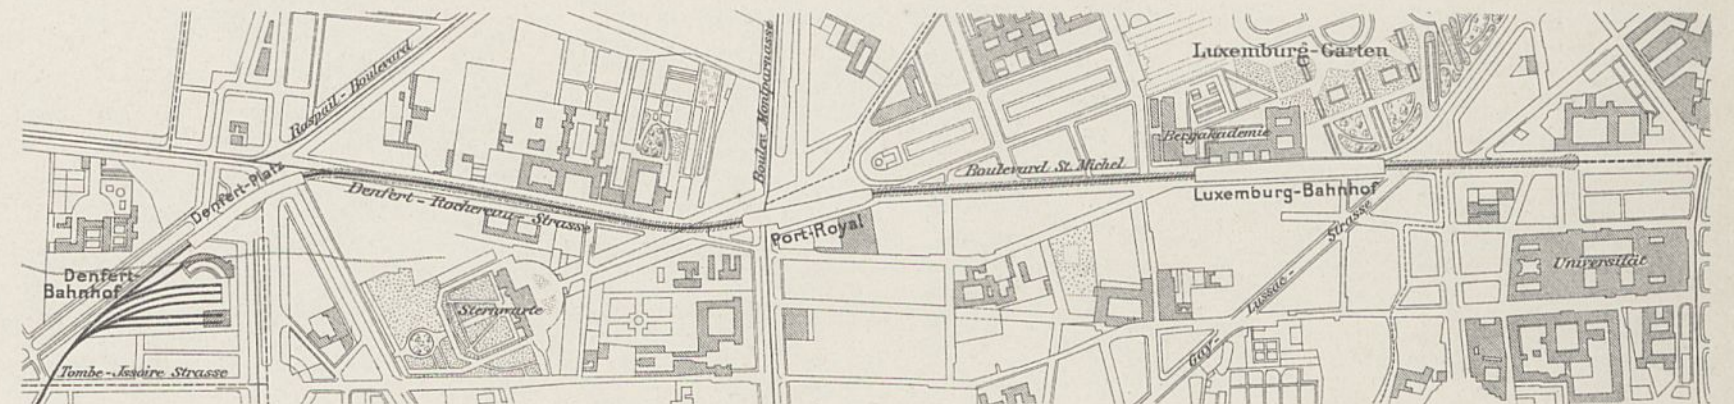 Raspail-Boulevard
Boulev. Montparnasse
Luxemburg-Garten
Bergakademie
Boulevard St. Michel
Denfert-Platz
Denfert-Rochereau-Strasse
Luxemburg-Bahnhof
Port-Royal
Strasse
Universität
Denfert-
Bahnhof
Sternwarte
Lussac-
Gay-
Tombe-Issoire Strasse